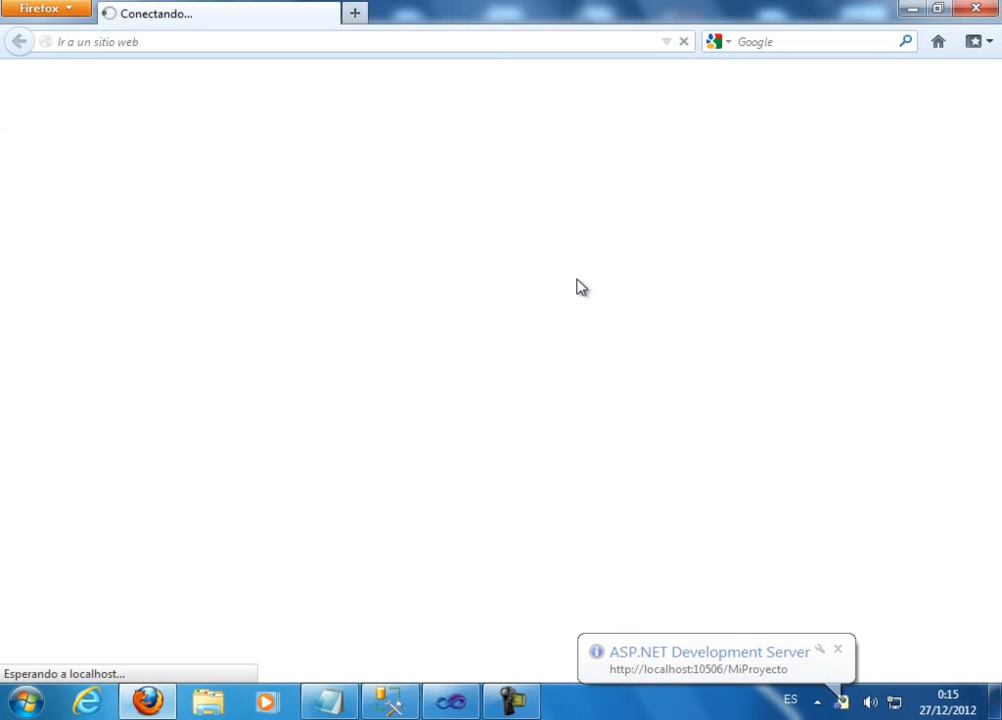 Firefox
Conectando...
Ir a un sitio web
Google
Esperando a localhost...
ASP.NET Development Server
http://localhost:10506/MiProyecto
ES
0:15
27/12/2012